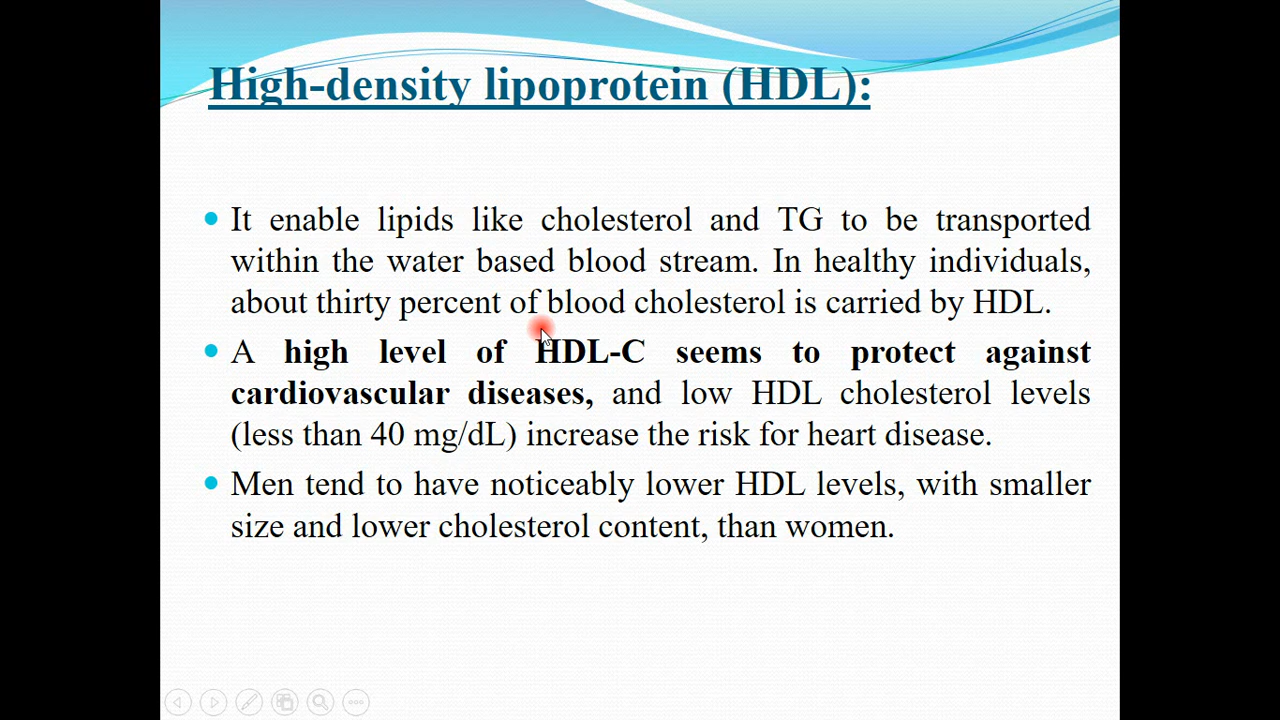 High-density lipoprotein (HDL):
It enable lipids like cholesterol and TG to be transported
within the water based blood stream. In healthy individuals,
about thirty percent of blood cholesterol is carried by HDL.
A high level of HDL-C seems to protect against
cardiovascular diseases, and low HDL cholesterol levels
(less than 40 mg/dL) increase the risk for heart disease.
Men tend to have noticeably lower HDL levels, with smaller
size and lower cholesterol content, than women.